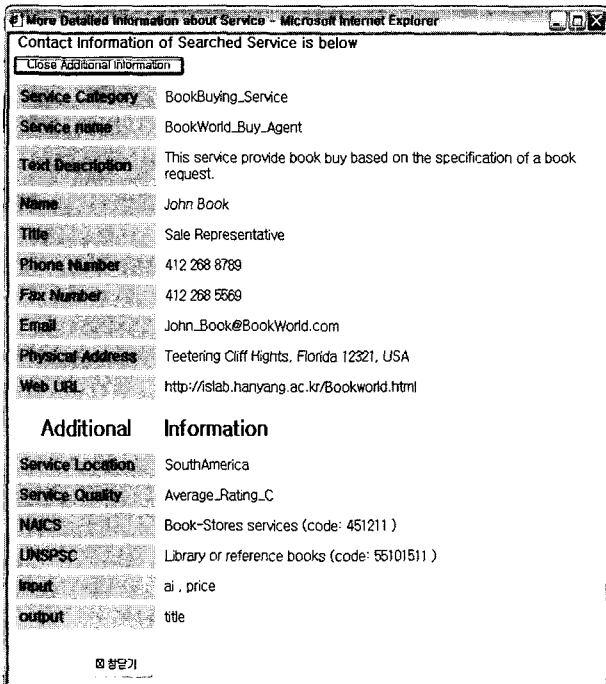 More Detailed Information about Service - Microsoft Internet Explorer
Contact Information of Searched Service is below
Close Additional Information
Service Category BookBuying_Service
Service name BookWorld_Buy_Agent
Text Description This service provide book buy based on the specification of a book
request.
Name John Book
Title Sale Representative
Phone Number 412 268 8789
Fax Number 412 268 5569
Email John_Book@BookWorld.com
Physical Address Teetering Cliff Hights, Florida 12321, USA
Web URL http://islab.hanyang.ac.kr/Bookworld.html
Additional Information
Service Location SouthAmerica
Service Quality Average_Rating_C
NAICS Book-Stores services (code: 451211 )
UNSPSC Library or reference books (code: 55101511 )
input ai , price
output title
창닫기